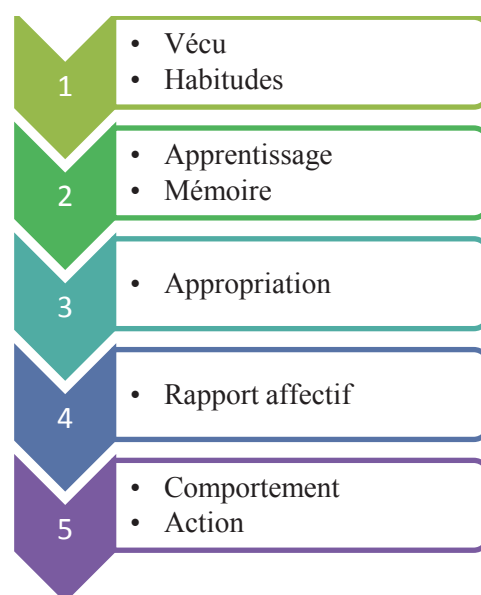 1
• Vécu
• Habitudes
2
• Apprentissage
• Mémoire
3
• Appropriation
4
• Rapport affectif
5
• Comportement
• Action